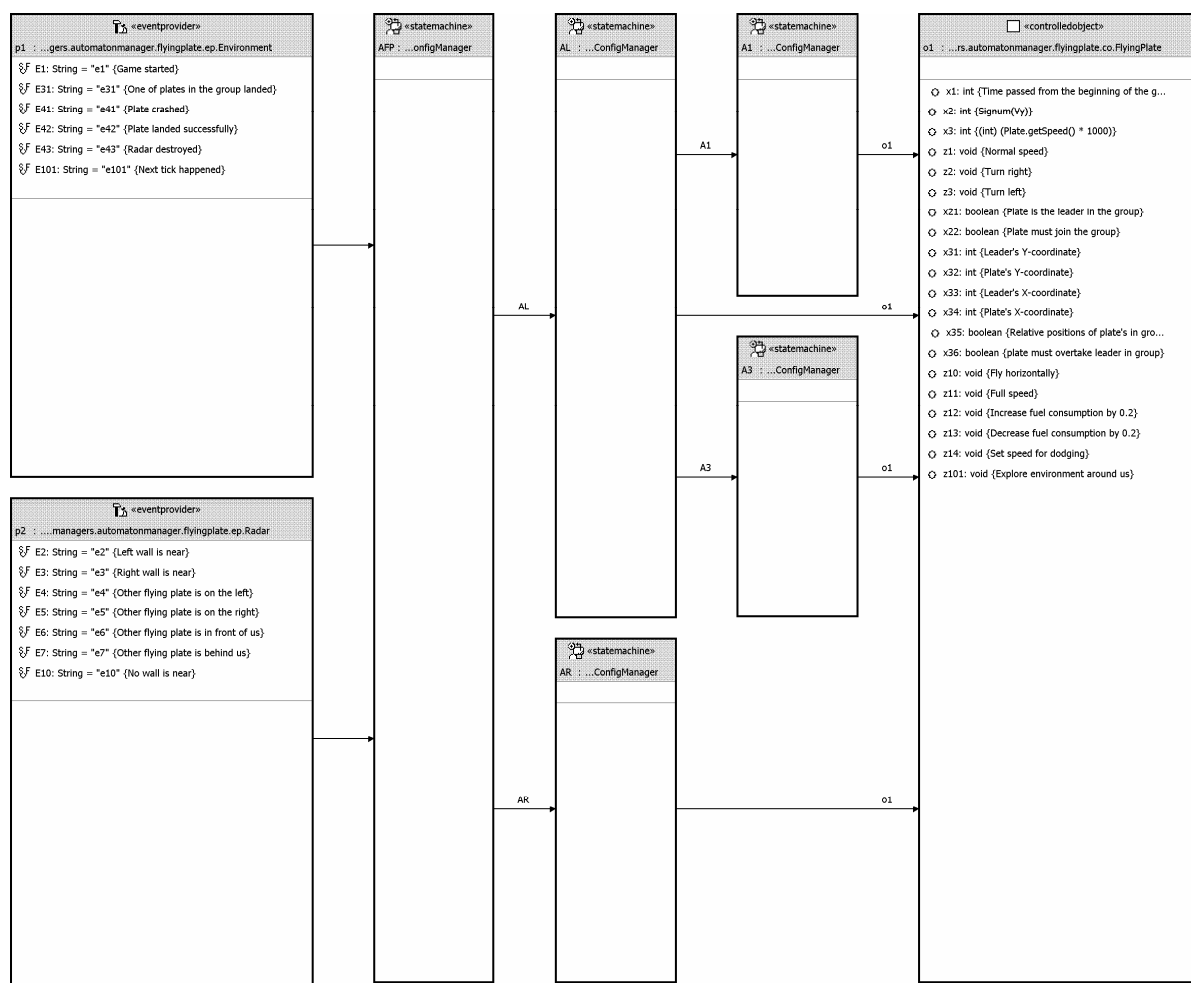 «eventprovider»
p1 : ...gers.automatonmanager.flyingplate.ep.Environment
E1: String = "e1" {Game started}
E31: String = "e31" {One of plates in the group landed}
E41: String = "e41" {Plate crashed}
E42: String = "e42" {Plate landed successfully}
E43: String = "e43" {Radar destroyed}
E101: String = "e101" {Next tick happened}
«eventprovider»
p2 : ....managers.automatonmanager.flyingplate.ep.Radar
E2: String = "e2" {Left wall is near}
E3: String = "e3" {Right wall is near}
E4: String = "e4" {Other flying plate is on the left}
E5: String = "e5" {Other flying plate is on the right}
E6: String = "e6" {Other flying plate is in front of us}
E7: String = "e7" {Other flying plate is behind us}
E10: String = "e10" {No wall is near}
«statemachine»
AFP : ...onfigManager
AL
AR
«statemachine»
AL : ...ConfigManager
A1
o1
A3
«statemachine»
AR : ...ConfigManager
o1
«statemachine»
A1 : ...ConfigManager
o1
«statemachine»
A3 : ...ConfigManager
o1
«controlledobject»
o1 : ...rs.automatonmanager.flyingplate.co.FlyingPlate
x1: int {Time passed from the beginning of the g...
x2: int {Signum(Vy)}
x3: int {(int) (Plate.getSpeed() * 1000)}
z1: void {Normal speed}
z2: void {Turn right}
z3: void {Turn left}
x21: boolean {Plate is the leader in the group}
x22: boolean {Plate must join the group}
x31: int {Leader's Y-coordinate}
x32: int {Plate's Y-coordinate}
x33: int {Leader's X-coordinate}
x34: int {Plate's X-coordinate}
x35: boolean {Relative positions of plate's in gro...
x36: boolean {plate must overtake leader in group}
z10: void {Fly horizontally}
z11: void {Full speed}
z12: void {Increase fuel consumption by 0.2}
z13: void {Decrease fuel consumption by 0.2}
z14: void {Set speed for dodging}
z101: void {Explore environment around us}